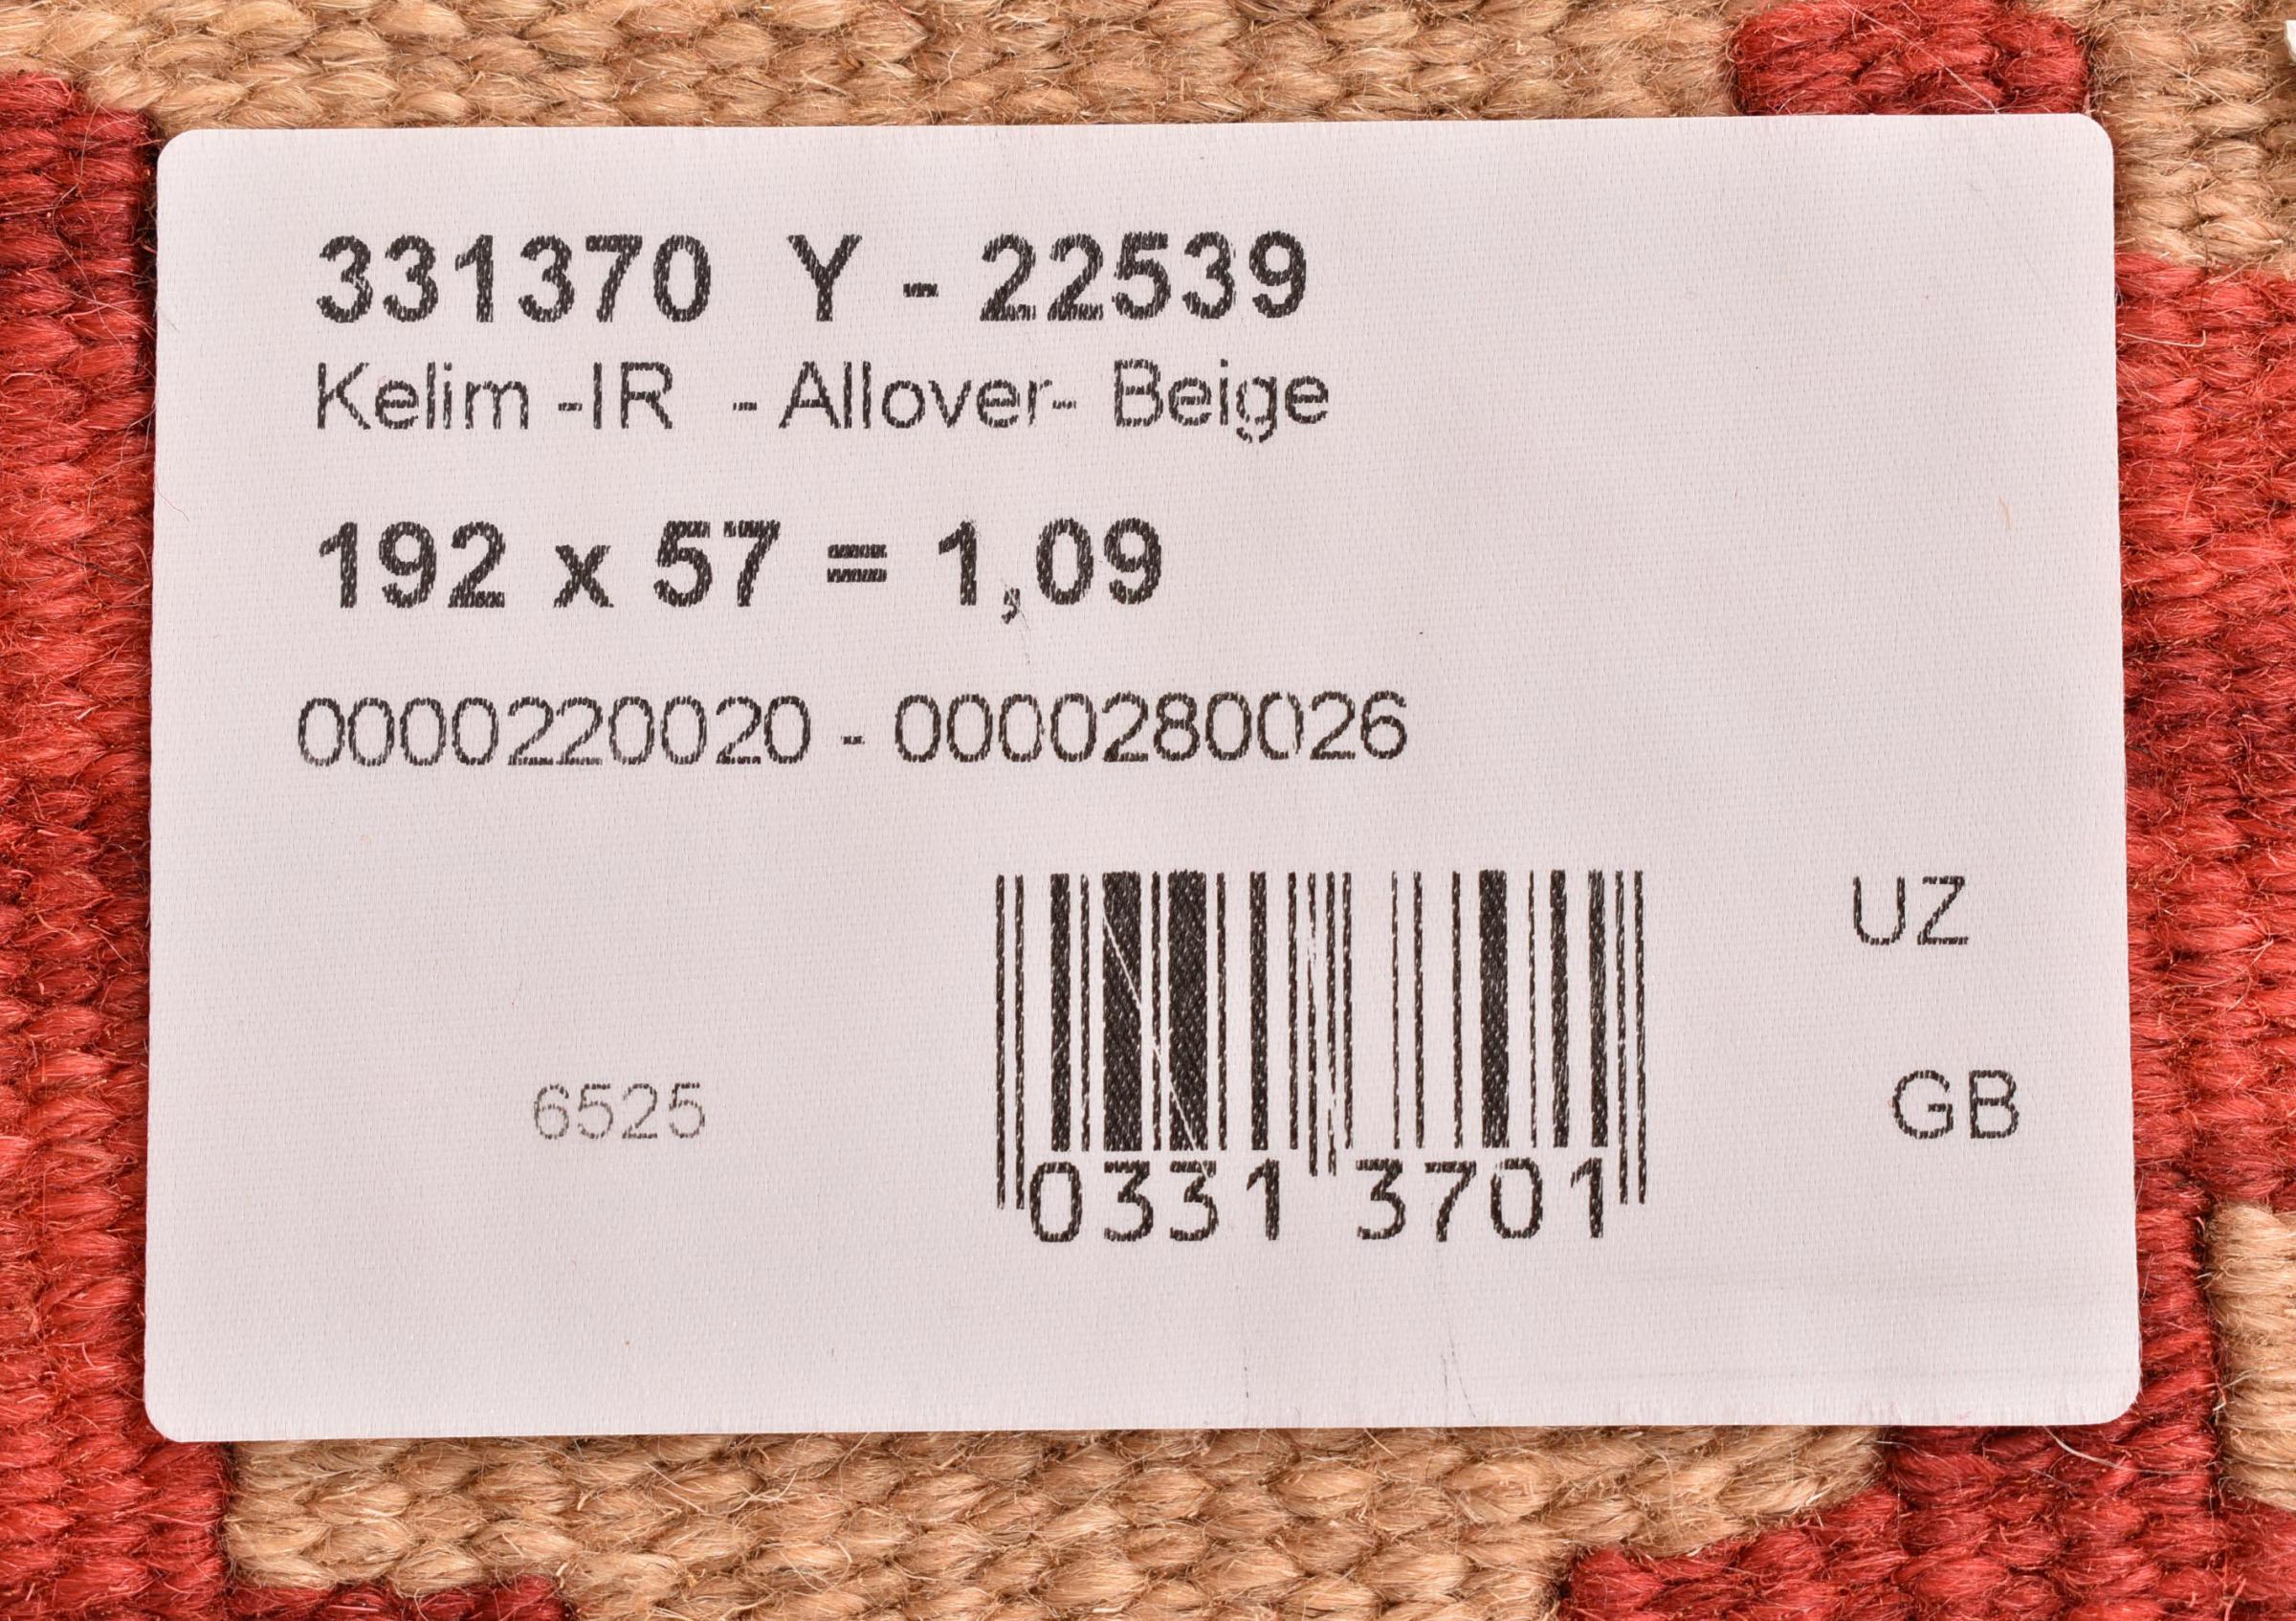 331370 Y - 22539
Kelim -IR - Allover- Beige
192 x 57 = 1,09
0000220020 - 0000280026
UZ
GB
6525
0331 3701